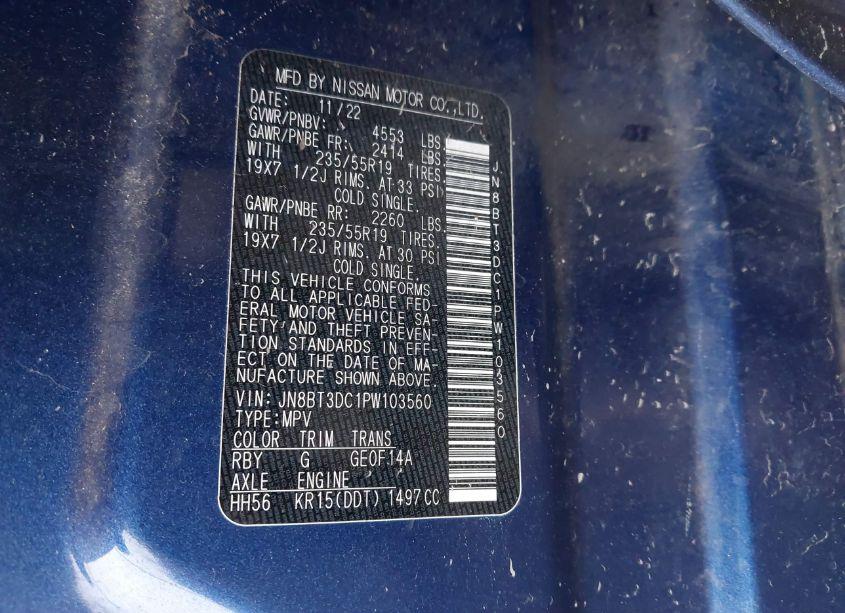 MFD BY NISSAN MOTOR CO.,LTD.
DATE: 11/22
GVWR/PNBV: 4553 LBS.
GAWR/PNBE FR: 2414 LBS.
WITH 235/55R19 TIRES.
19X7 1/2J RIMS. AT 33 PSI
COLD SINGLE.
GAWR/PNBE RR: 2260 LBS.
WITH 235/55R19 TIRES.
19X7 1/2J RIMS. AT 30 PSI
COLD SINGLE.
THIS VEHICLE CONFORMS
TO ALL APPLICABLE FED-
ERAL MOTOR VEHICLE SA-
FETY AND THEFT PREVEN-
TION STANDARDS IN EFF-
ECT ON THE DATE OF MA-
NUFACTURE SHOWN ABOVE.
VIN: JN8BT3DC1PW103560
TYPE:MPV
COLOR TRIM TRANS
RBY G GE0F14A
AXLE ENGINE
HH56 KR15(DDT) 1497CC
JN8BT3DC1PW103560